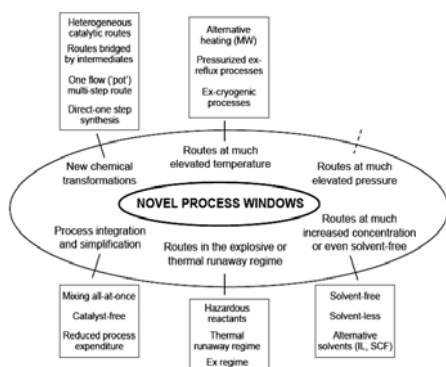 Heterogeneous
catalytic routes
Routes bridged
by intermediates
One flow ('pot')
multi-step route
Direct-one step
synthesis
Alternative
heating (MW)
Pressurized ex-
reflux processes
Ex-cryogenic
processes
New chemical
transformations
Routes at much
elevated temperature
Routes at much
elevated pressure
NOVEL PROCESS WINDOWS
Process integration
and simplification
Routes in the explosive or
thermal runaway regime
Routes at much
increased concentration
or even solvent-free
Mixing all-at-once
Catalyst-free
Reduced process
expenditure
Hazardous
reactants
Thermal
runaway regime
Ex regime
Solvent-free
Solvent-less
Alternative
solvents (IL, SCF)